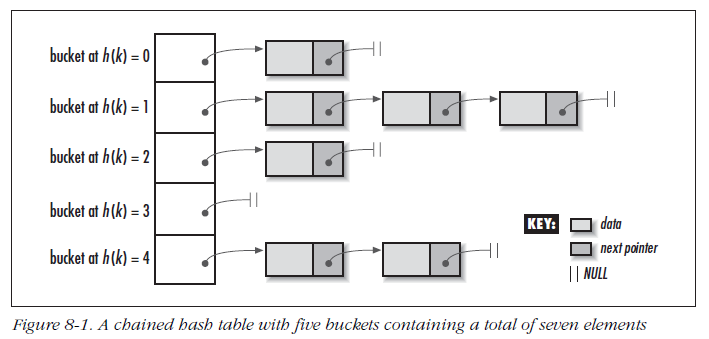 bucket at h(k) = 0
bucket at h(k) = 1
bucket at h(k) = 2
bucket at h(k) = 3
bucket at h(k) = 4
KEY:
data
next pointer
NULL
Figure 8-1. A chained hash table with five buckets containing a total of seven elements